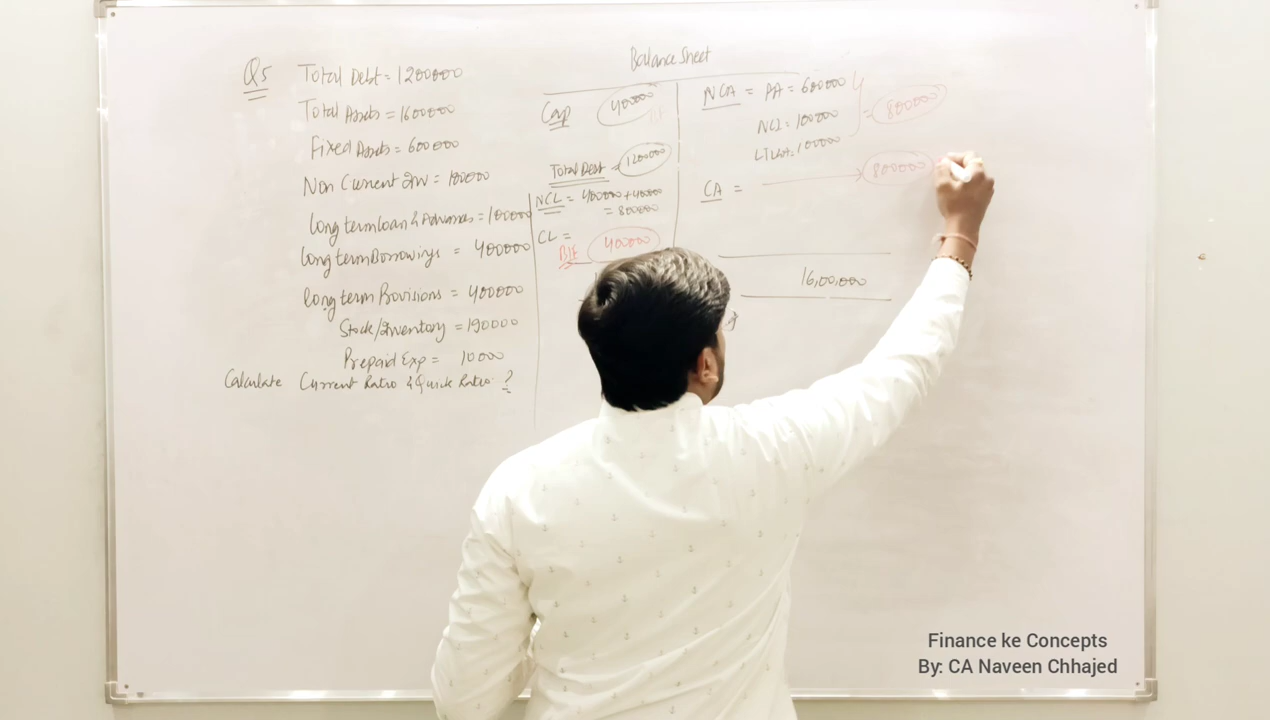 Q5 Total Debt = 1200000
Total Assets = 1600000
Fixed Assets = 600000
Non Current Inv = 100000
Long term loan & Advances = 100000
Long term Borrowings = 400000
Long term Provisions = 400000
Stock/Inventory = 190000
Prepaid Exp = 10000
Calculate Current Ratio & Quick Ratio ?
Balance Sheet
Cap 400000
B/F
Total Debt = 1200000
NCL = 400000 + 400000
= 800000
CL =
B/F 400000
NCA = FA = 600000
NCI = 100000 = 800000
LTL&A = 100000
CA = 800000
16,00,000
Finance ke Concepts
By: CA Naveen Chhajed